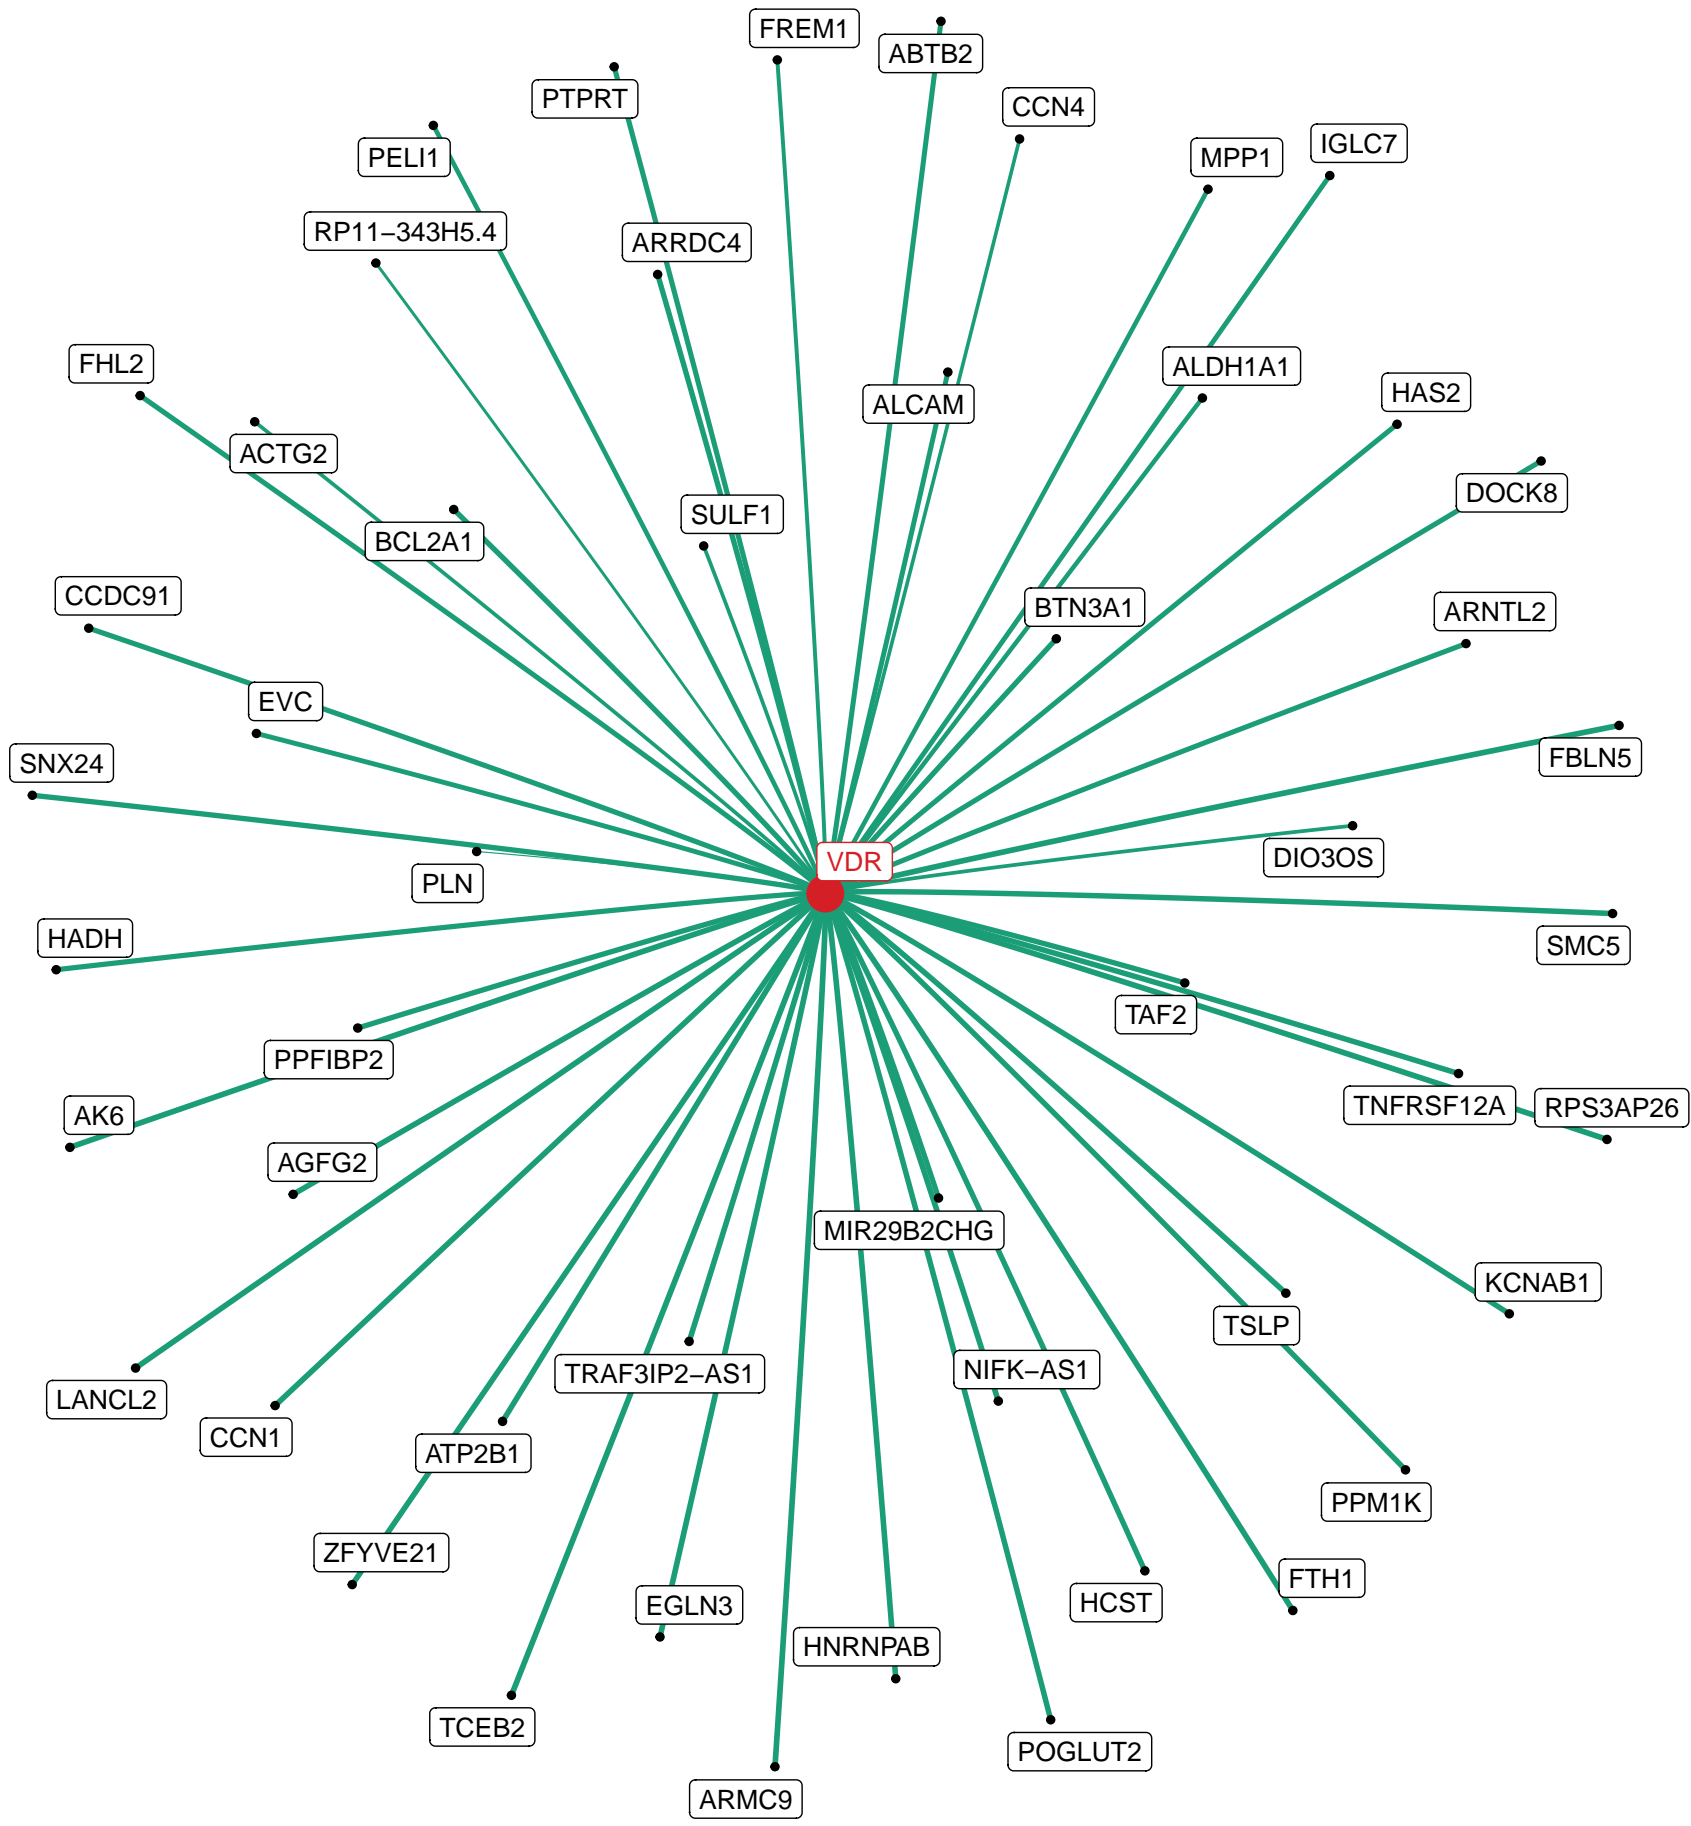 FREM1
ABTB2
PTPRT
CCN4
PELI1
MPP1
IGLC7
RP11−343H5.4
ARRDC4
FHL2
ALDH1A1
HAS2
ALCAM
ACTG2
DOCK8
SULF1
BCL2A1
CCDC91
BTN3A1
ARNTL2
EVC
SNX24
FBLN5
VDR
DIO3OS
PLN
HADH
SMC5
TAF2
PPFIBP2
TNFRSF12A
RPS3AP26
AK6
AGFG2
MIR29B2CHG
KCNAB1
TSLP
NIFK−AS1
TRAF3IP2−AS1
LANCL2
CCN1
ATP2B1
PPM1K
ZFYVE21
FTH1
HCST
EGLN3
HNRNPAB
TCEB2
POGLUT2
ARMC9